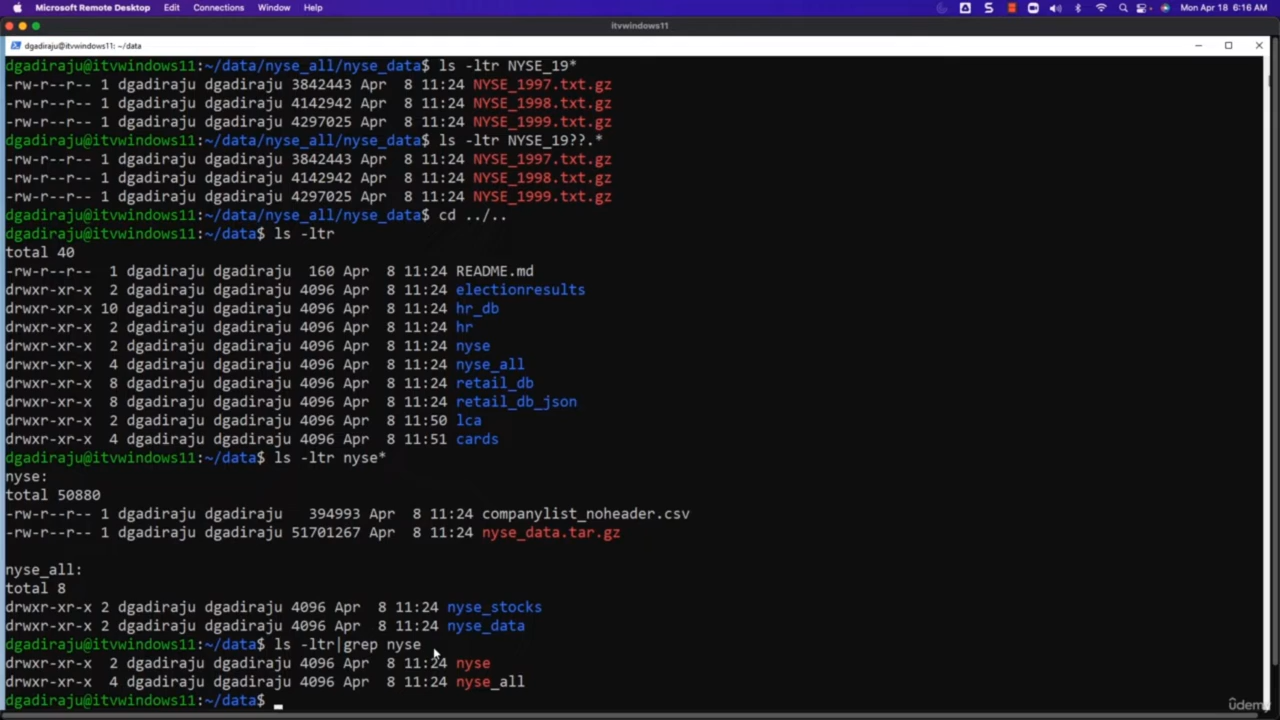 Microsoft Remote Desktop Edit Connections Window Help Mon Apr 18 6:16 AM
itvwindows11
dgadiraju@itvwindows11: ~/data
dgadiraju@itvwindows11:~/data/nyse_all/nyse_data$ ls -ltr NYSE_19*
-rw-r--r-- 1 dgadiraju dgadiraju 3842443 Apr  8 11:24 NYSE_1997.txt.gz
-rw-r--r-- 1 dgadiraju dgadiraju 4142942 Apr  8 11:24 NYSE_1998.txt.gz
-rw-r--r-- 1 dgadiraju dgadiraju 4297025 Apr  8 11:24 NYSE_1999.txt.gz
dgadiraju@itvwindows11:~/data/nyse_all/nyse_data$ ls -ltr NYSE_19??.*
-rw-r--r-- 1 dgadiraju dgadiraju 3842443 Apr  8 11:24 NYSE_1997.txt.gz
-rw-r--r-- 1 dgadiraju dgadiraju 4142942 Apr  8 11:24 NYSE_1998.txt.gz
-rw-r--r-- 1 dgadiraju dgadiraju 4297025 Apr  8 11:24 NYSE_1999.txt.gz
dgadiraju@itvwindows11:~/data/nyse_all/nyse_data$ cd ../..
dgadiraju@itvwindows11:~/data$ ls -ltr
total 40
-rw-r--r--  1 dgadiraju dgadiraju  160 Apr  8 11:24 README.md
drwxr-xr-x  2 dgadiraju dgadiraju 4096 Apr  8 11:24 electionresults
drwxr-xr-x 10 dgadiraju dgadiraju 4096 Apr  8 11:24 hr_db
drwxr-xr-x  2 dgadiraju dgadiraju 4096 Apr  8 11:24 hr
drwxr-xr-x  2 dgadiraju dgadiraju 4096 Apr  8 11:24 nyse
drwxr-xr-x  4 dgadiraju dgadiraju 4096 Apr  8 11:24 nyse_all
drwxr-xr-x  8 dgadiraju dgadiraju 4096 Apr  8 11:24 retail_db
drwxr-xr-x  8 dgadiraju dgadiraju 4096 Apr  8 11:24 retail_db_json
drwxr-xr-x  2 dgadiraju dgadiraju 4096 Apr  8 11:50 lca
drwxr-xr-x  4 dgadiraju dgadiraju 4096 Apr  8 11:51 cards
dgadiraju@itvwindows11:~/data$ ls -ltr nyse*
nyse:
total 50880
-rw-r--r-- 1 dgadiraju dgadiraju   394993 Apr  8 11:24 companylist_noheader.csv
-rw-r--r-- 1 dgadiraju dgadiraju 51701267 Apr  8 11:24 nyse_data.tar.gz
nyse_all:
total 8
drwxr-xr-x 2 dgadiraju dgadiraju 4096 Apr  8 11:24 nyse_stocks
drwxr-xr-x 2 dgadiraju dgadiraju 4096 Apr  8 11:24 nyse_data
dgadiraju@itvwindows11:~/data$ ls -ltr|grep nyse
drwxr-xr-x  2 dgadiraju dgadiraju 4096 Apr  8 11:24 nyse
drwxr-xr-x  4 dgadiraju dgadiraju 4096 Apr  8 11:24 nyse_all
dgadiraju@itvwindows11:~/data$
ûdemy